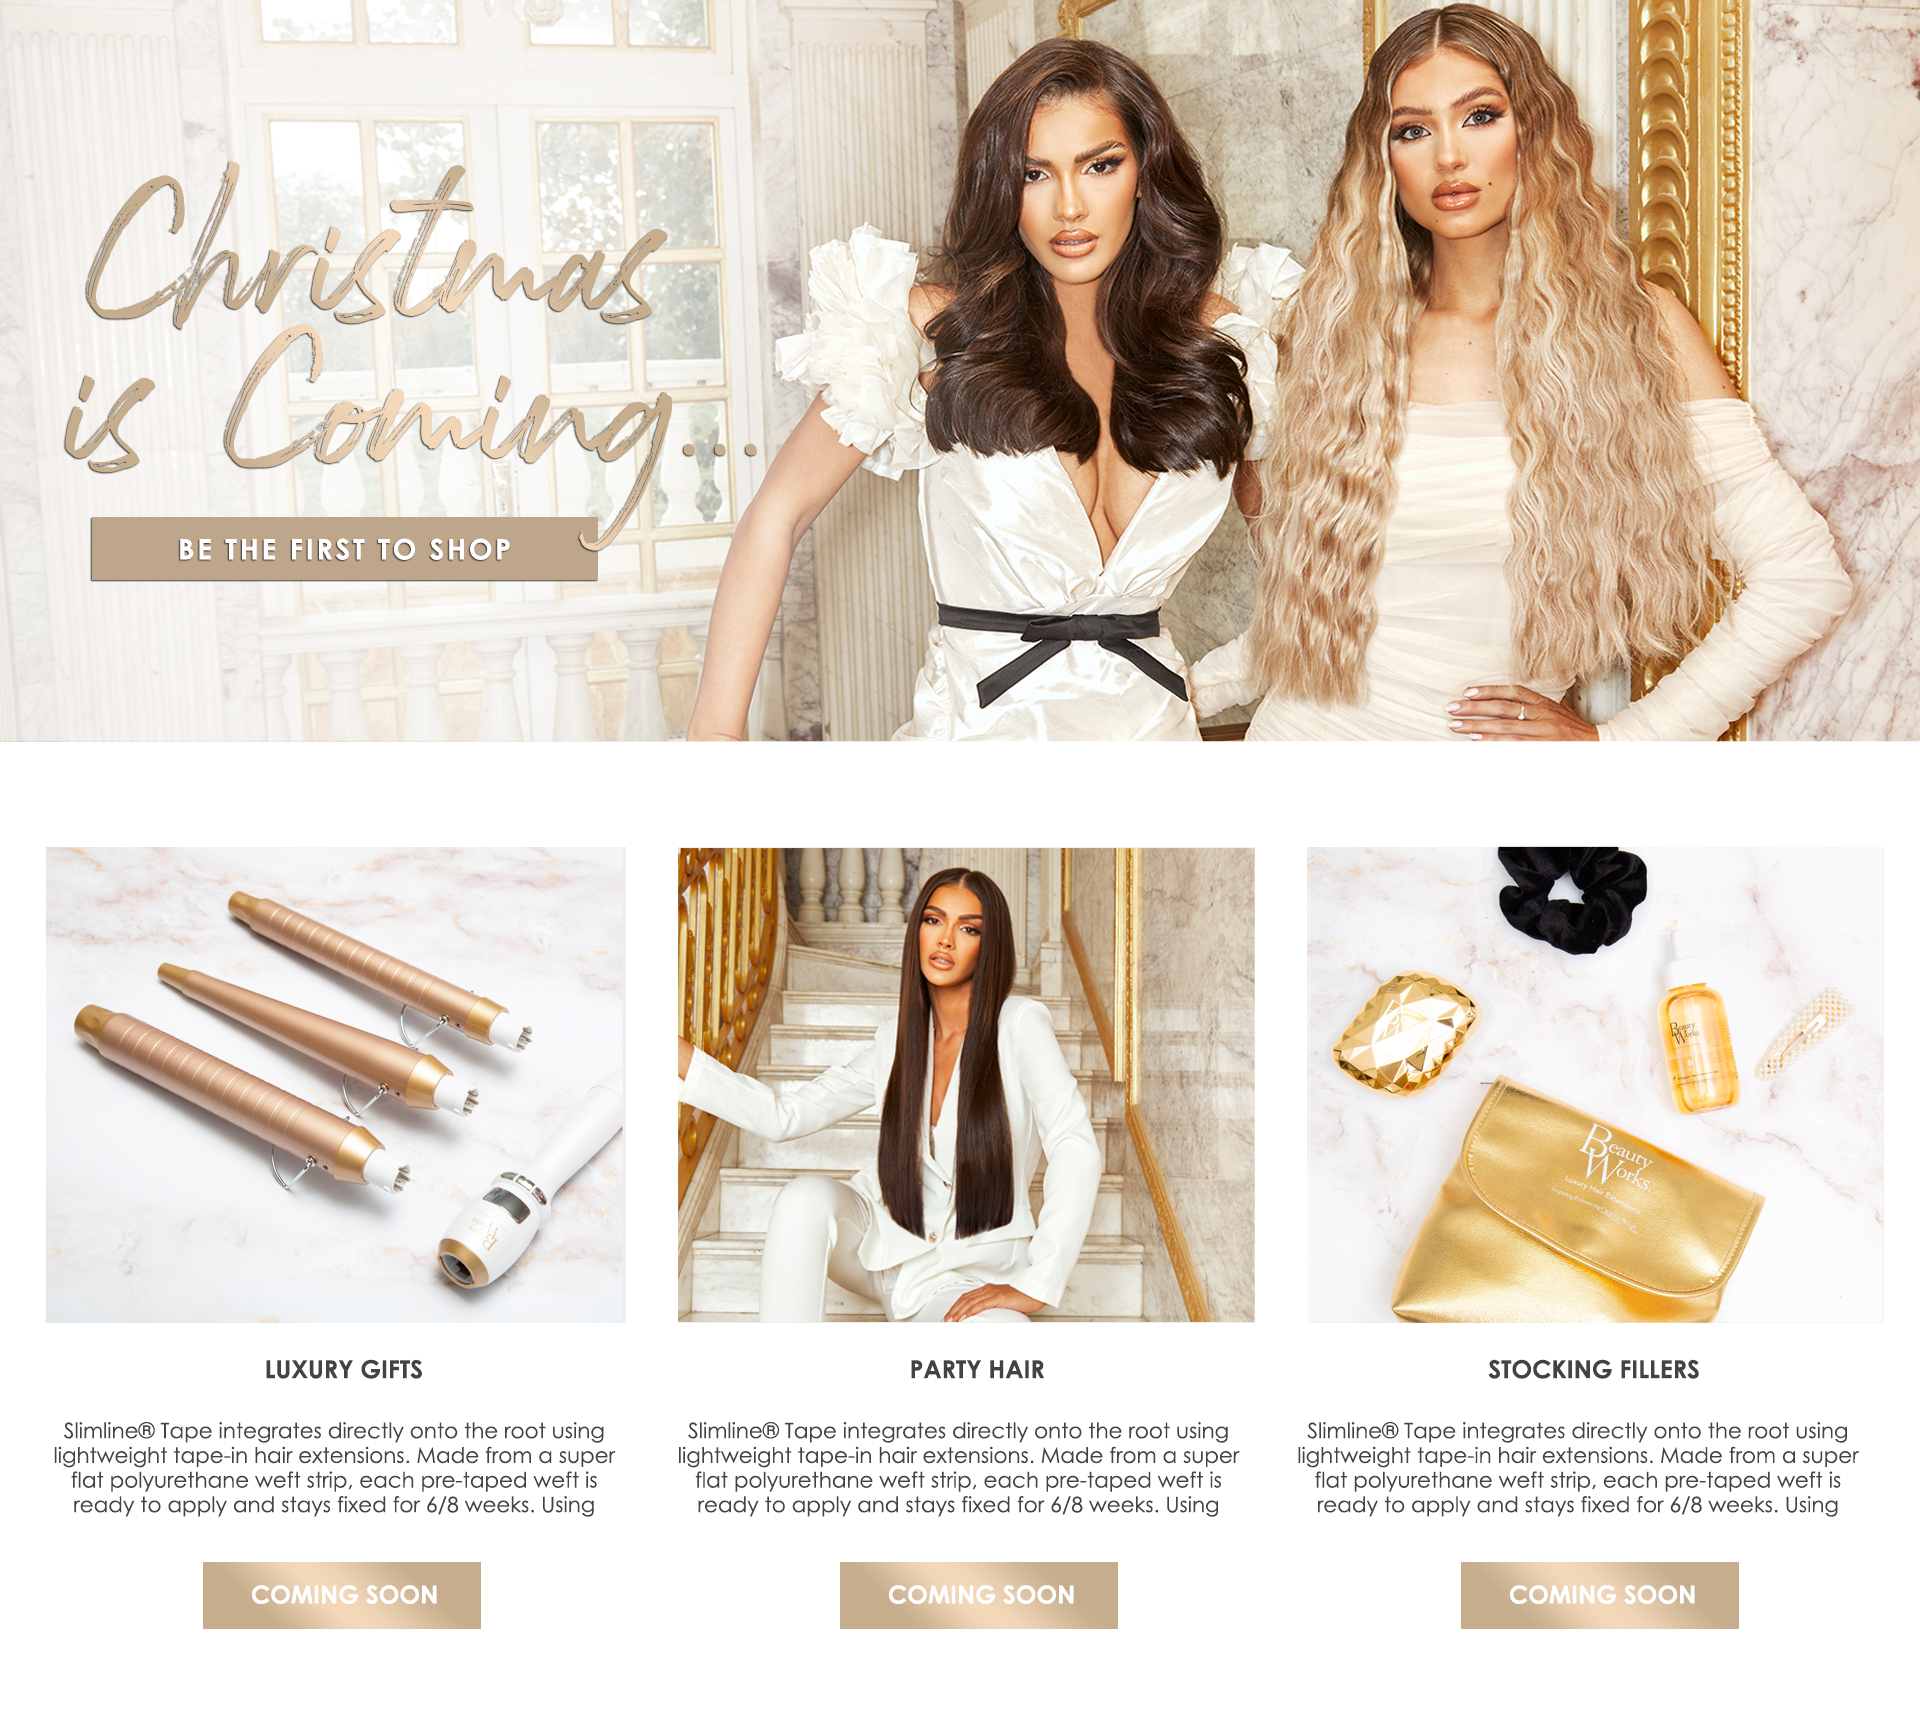 Christmas
is Coming...
BE THE FIRST TO SHOP
Beauty
Works
Beauty
Works
Luxury Hair Extensions
LUXURY GIFTS
PARTY HAIR
STOCKING FILLERS
Slimline® Tape integrates directly onto the root using
lightweight tape-in hair extensions. Made from a super
flat polyurethane weft strip, each pre-taped weft is
ready to apply and stays fixed for 6/8 weeks. Using
Slimline® Tape integrates directly onto the root using
lightweight tape-in hair extensions. Made from a super
flat polyurethane weft strip, each pre-taped weft is
ready to apply and stays fixed for 6/8 weeks. Using
Slimline® Tape integrates directly onto the root using
lightweight tape-in hair extensions. Made from a super
flat polyurethane weft strip, each pre-taped weft is
ready to apply and stays fixed for 6/8 weeks. Using
COMING SOON
COMING SOON
COMING SOON